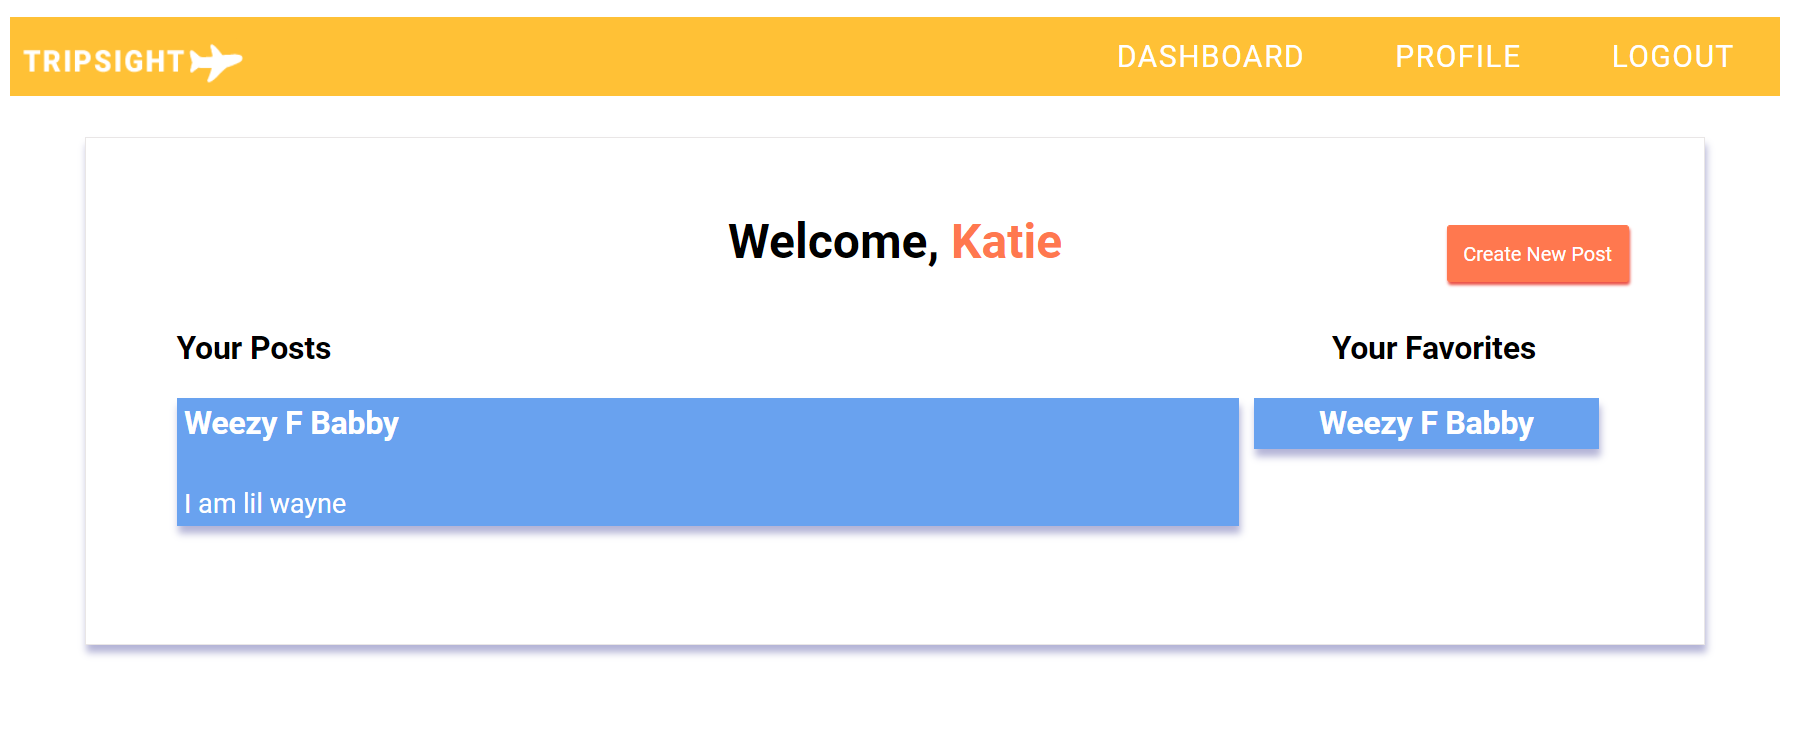 TRIPSIGHT
DASHBOARD PROFILE LOGOUT
Welcome, Katie
Create New Post
Your Posts
Your Favorites
Weezy F Babby
I am lil wayne
Weezy F Babby